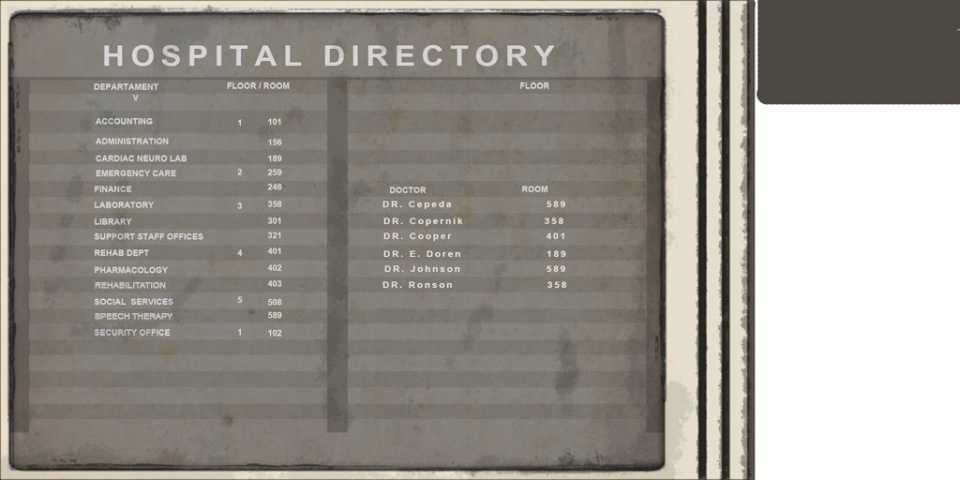 HOSPITAL DIRECTORY
DEPARTAMENT FLOOR / ROOM
V
ACCOUNTING 1 101
ADMINISTRATION 156
CARDIAC NEURO LAB 189
EMERGENCY CARE 2 259
FINANCE 248
LABORATORY 3 358
LIBRARY 301
SUPPORT STAFF OFFICES 321
REHAB DEPT 4 401
PHARMACOLOGY 402
REHABILITATION 403
SOCIAL SERVICES 5 508
SPEECH THERAPY 589
SECURITY OFFICE 1 102
FLOOR
DOCTOR ROOM
DR. Cepeda 589
DR. Copernik 358
DR. Cooper 401
DR. E. Doren 189
DR. Johnson 589
DR. Ronson 358